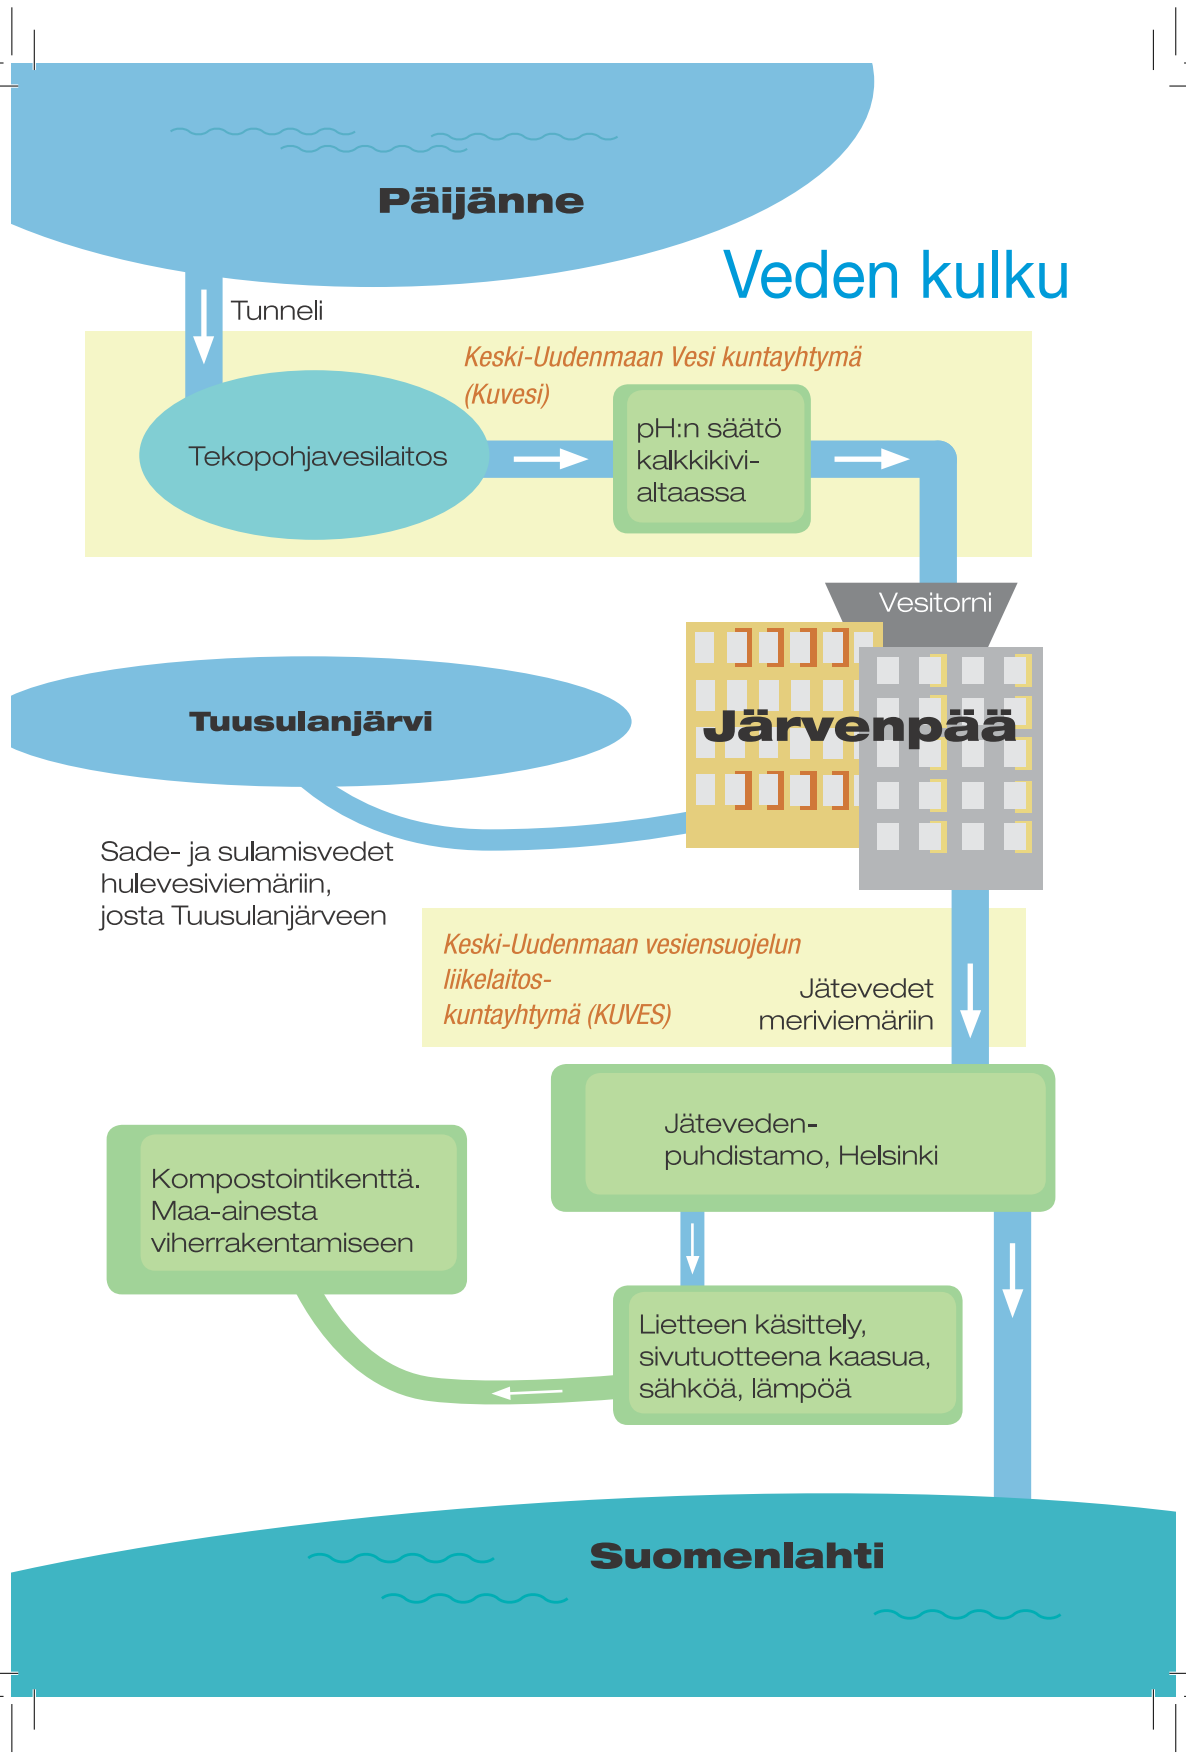 Päijänne
Veden kulku
Tunneli
Keski-Uudenmaan Vesi kuntayhtymä
(Kuvesi)
Tekopohjavesilaitos
pH:n säätö
kalkkikivi-
altaassa
Vesitorni
Tuusulanjärvi
Järvenpää
Sade- ja sulamisvedet
hulevesiviemäriin,
josta Tuusulanjärveen
Keski-Uudenmaan vesiensuojelun
liikelaitos-
kuntayhtymä (KUVES)
Jätevedet
meriviemäriin
Jäteveden-
puhdistamo, Helsinki
Kompostointikenttä.
Maa-ainesta
viherrakentamiseen
Lietteen käsittely,
sivutuotteena kaasua,
sähköä, lämpöä
Suomenlahti